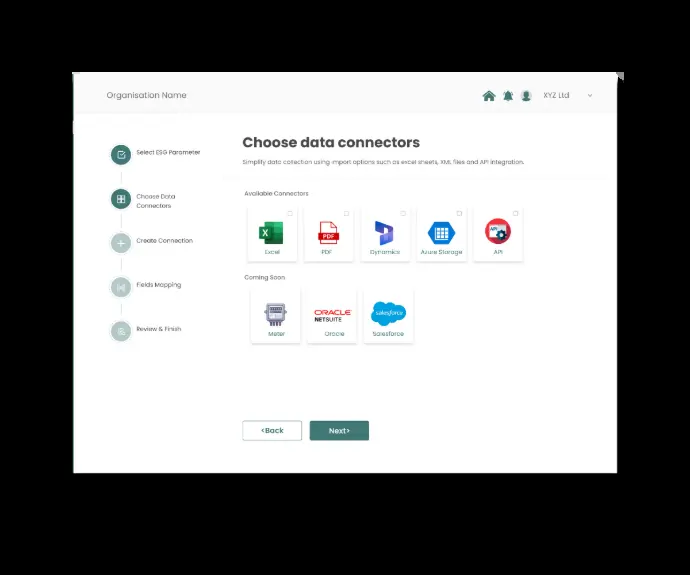 Organisation Name
XYZ Ltd
Select ESG Parameter
Choose Data
Connectors
Create Connection
Fields Mapping
Review & Finish
Choose data connectors
Simplify data collection using import options such as excel sheets, XML files and API integration.
Available Connectors
X
PDF
API
Excel
PDF
Dynamics
Azure Storage
API
Coming Soon
ORACLE
NETSUITE
salesforce
Meter
Oracle
Salesforce
<Back
Next>